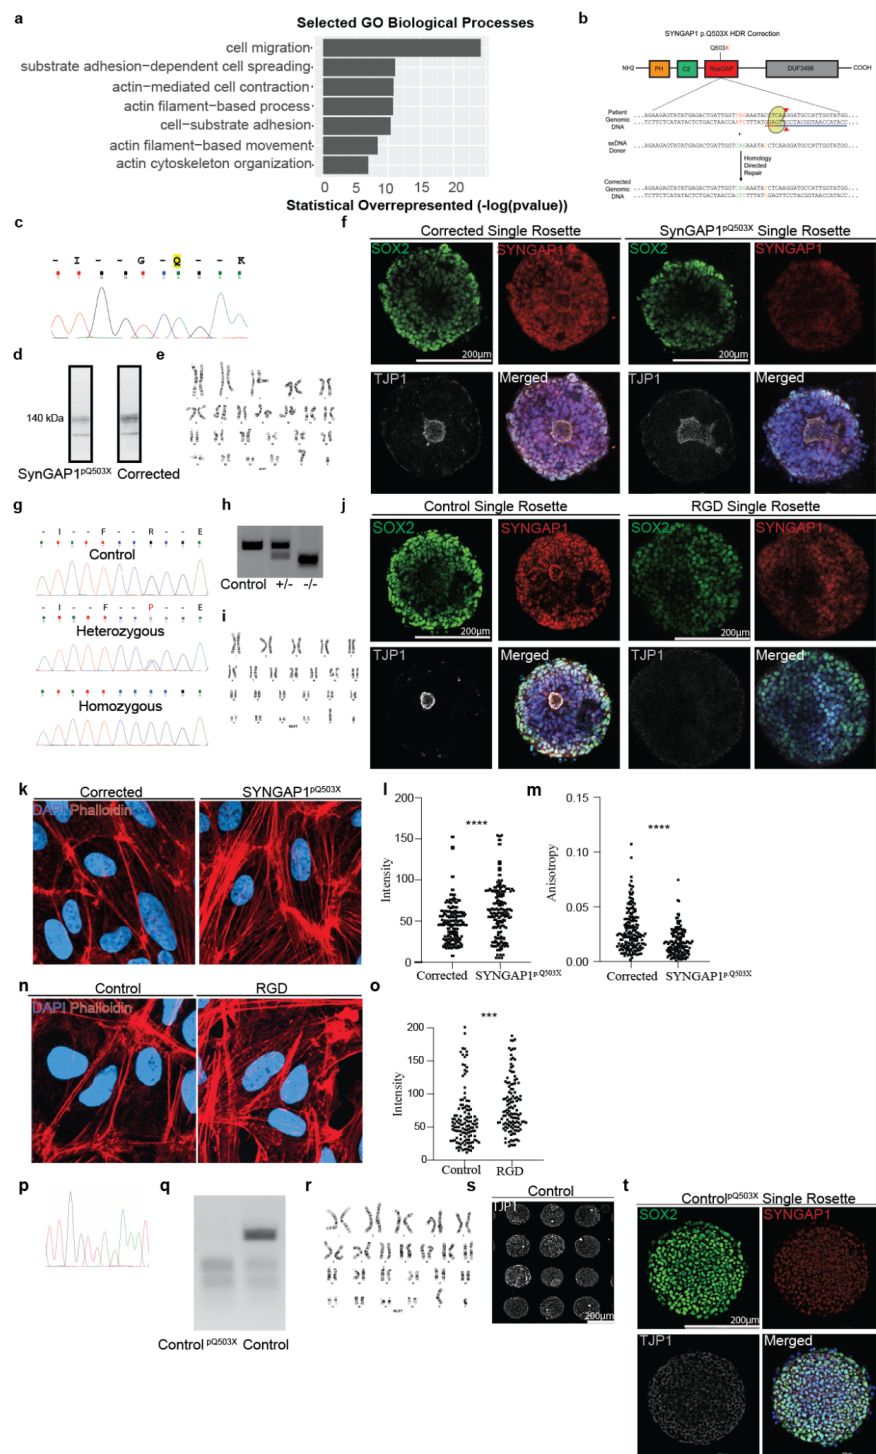 a
Selected GO Biological Processes
cell migration
substrate adhesion−dependent cell spreading
actin−mediated cell contraction
actin filament−based process
cell−substrate adhesion
actin filament−based movement
actin cytoskeleton organization
0 5 10 15 20
Statistical Overrepresented (-log(pvalue))
b
SYNGAP1 p.Q503X HDR Correction
Q503X
NH2 PH C2 RasGAP DUF3498 COOH
Patient
Genomic
DNA
+
ssDNA
Donor
Homology
Directed
Repair
Corrected
Genomic
DNA
c
- I - - G - Q - - K
d
140 kDa
SynGAP1pQ503X Corrected
e
f
Corrected Single Rosette SynGAP1pQ503X Single Rosette
SOX2 SYNGAP1 SOX2 SYNGAP1
200µm 200µm
TJP1 Merged TJP1 Merged
g
- I - F - - R - E
Control
- I - - F - P - - E
Heterozygous
Homozygous
h
Control +/- -/-
i
j
Control Single Rosette RGD Single Rosette
SOX2 SYNGAP1 SOX2 SYNGAP1
200µm 200µm
TJP1 Merged TJP1 Merged
k
Corrected SYNGAP1pQ503X
DAPI Phalloidin
l
Intensity
200
150
100
50
0
****
Corrected SYNGAP1p.Q503X
m
Anisotropy
0.15
0.10
0.05
0.00
****
Corrected SYNGAP1p.Q503X
n
Control RGD
DAPI Phalloidin
o
Intensity
200
150
100
50
0
***
Control RGD
p
q
Control pQ503X Control
r
s
Control
TJP1
200µm
t
ControlpQ503X Single Rosette
SOX2 SYNGAP1
200µm
TJP1 Merged